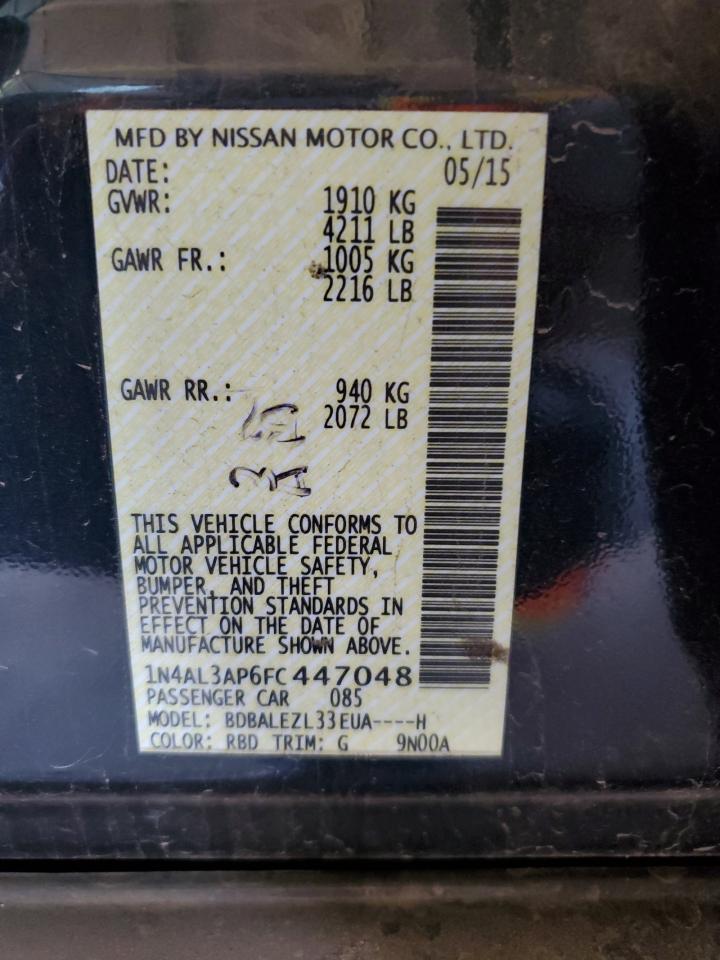 MFD BY NISSAN MOTOR CO., LTD.
DATE: 05/15
GVWR: 1910 KG
4211 LB
GAWR FR.: 1005 KG
2216 LB
GAWR RR.: 940 KG
2072 LB
THIS VEHICLE CONFORMS TO
ALL APPLICABLE FEDERAL
MOTOR VEHICLE SAFETY,
BUMPER, AND THEFT
PREVENTION STANDARDS IN
EFFECT ON THE DATE OF
MANUFACTURE SHOWN ABOVE.
1N4AL3AP6FC447048
PASSENGER CAR 085
MODEL: BDBALEZL33EUA----H
COLOR: RBD TRIM: G 9N00A